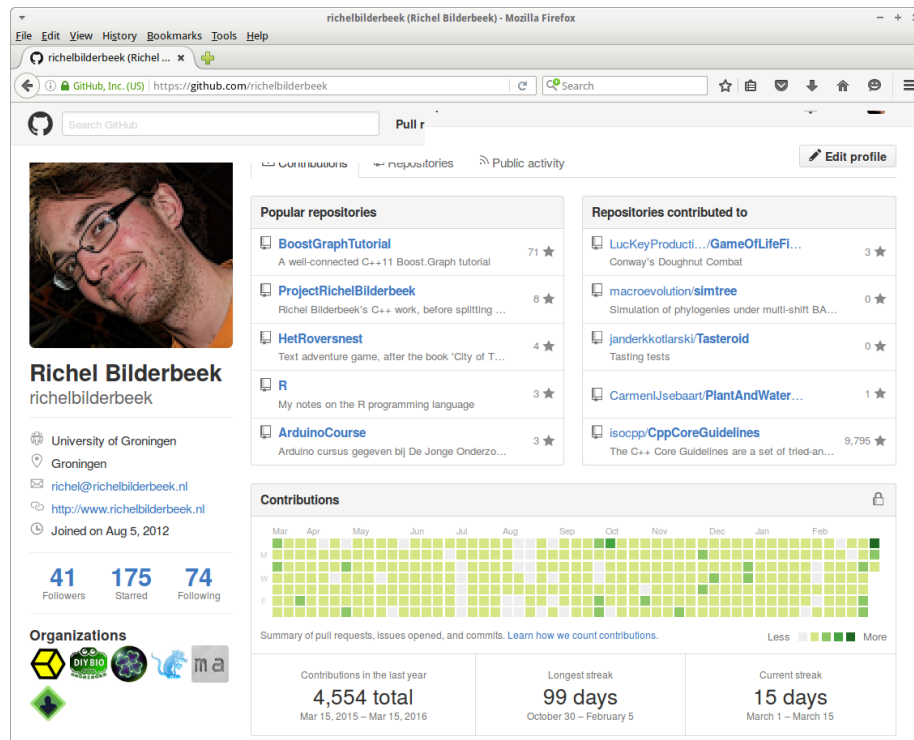 richelbilderbeek (Richel Bilderbeek) - Mozilla Firefox
File Edit View History Bookmarks Tools Help
richelbilderbeek (Richel ...
GitHub, Inc. (US) https://github.com/richelbilderbeek
Search
Search GitHub
Pull r
Contributions Repositories Public activity
Edit profile
Richel Bilderbeek
richelbilderbeek
University of Groningen
Groningen
richel@richelbilderbeek.nl
http://www.richelbilderbeek.nl
Joined on Aug 5, 2012
41 175 74
Followers Starred Following
Organizations
DIYBIO
ma
Popular repositories
BoostGraphTutorial
A well-connected C++11 Boost.Graph tutorial
71
ProjectRichelBilderbeek
Richel Bilderbeek's C++ work, before splitting ...
8
HetRoversnest
Text adventure game, after the book 'City of T...
4
R
My notes on the R programming language
3
ArduinoCourse
Arduino cursus gegeven bij De Jonge Onderzo...
3
Repositories contributed to
LucKeyProducti…/GameOfLifeFi…
Conway's Doughnut Combat
3
macroevolution/simtree
Simulation of phylogenies under multi-shift BA...
0
janderkkotlarski/Tasteroid
Tasting tests
0
CarmenIJsebaart/PlantAndWater…
1
isocpp/CppCoreGuidelines
The C++ Core Guidelines are a set of tried-an...
9,795
Contributions
Mar Apr May Jun Jul Aug Sep Oct Nov Dec Jan Feb
M
W
F
Summary of pull requests, issues opened, and commits. Learn how we count contributions.
Less More
Contributions in the last year
4,554 total
Mar 15, 2015 – Mar 15, 2016
Longest streak
99 days
October 30 – February 5
Current streak
15 days
March 1 – March 15